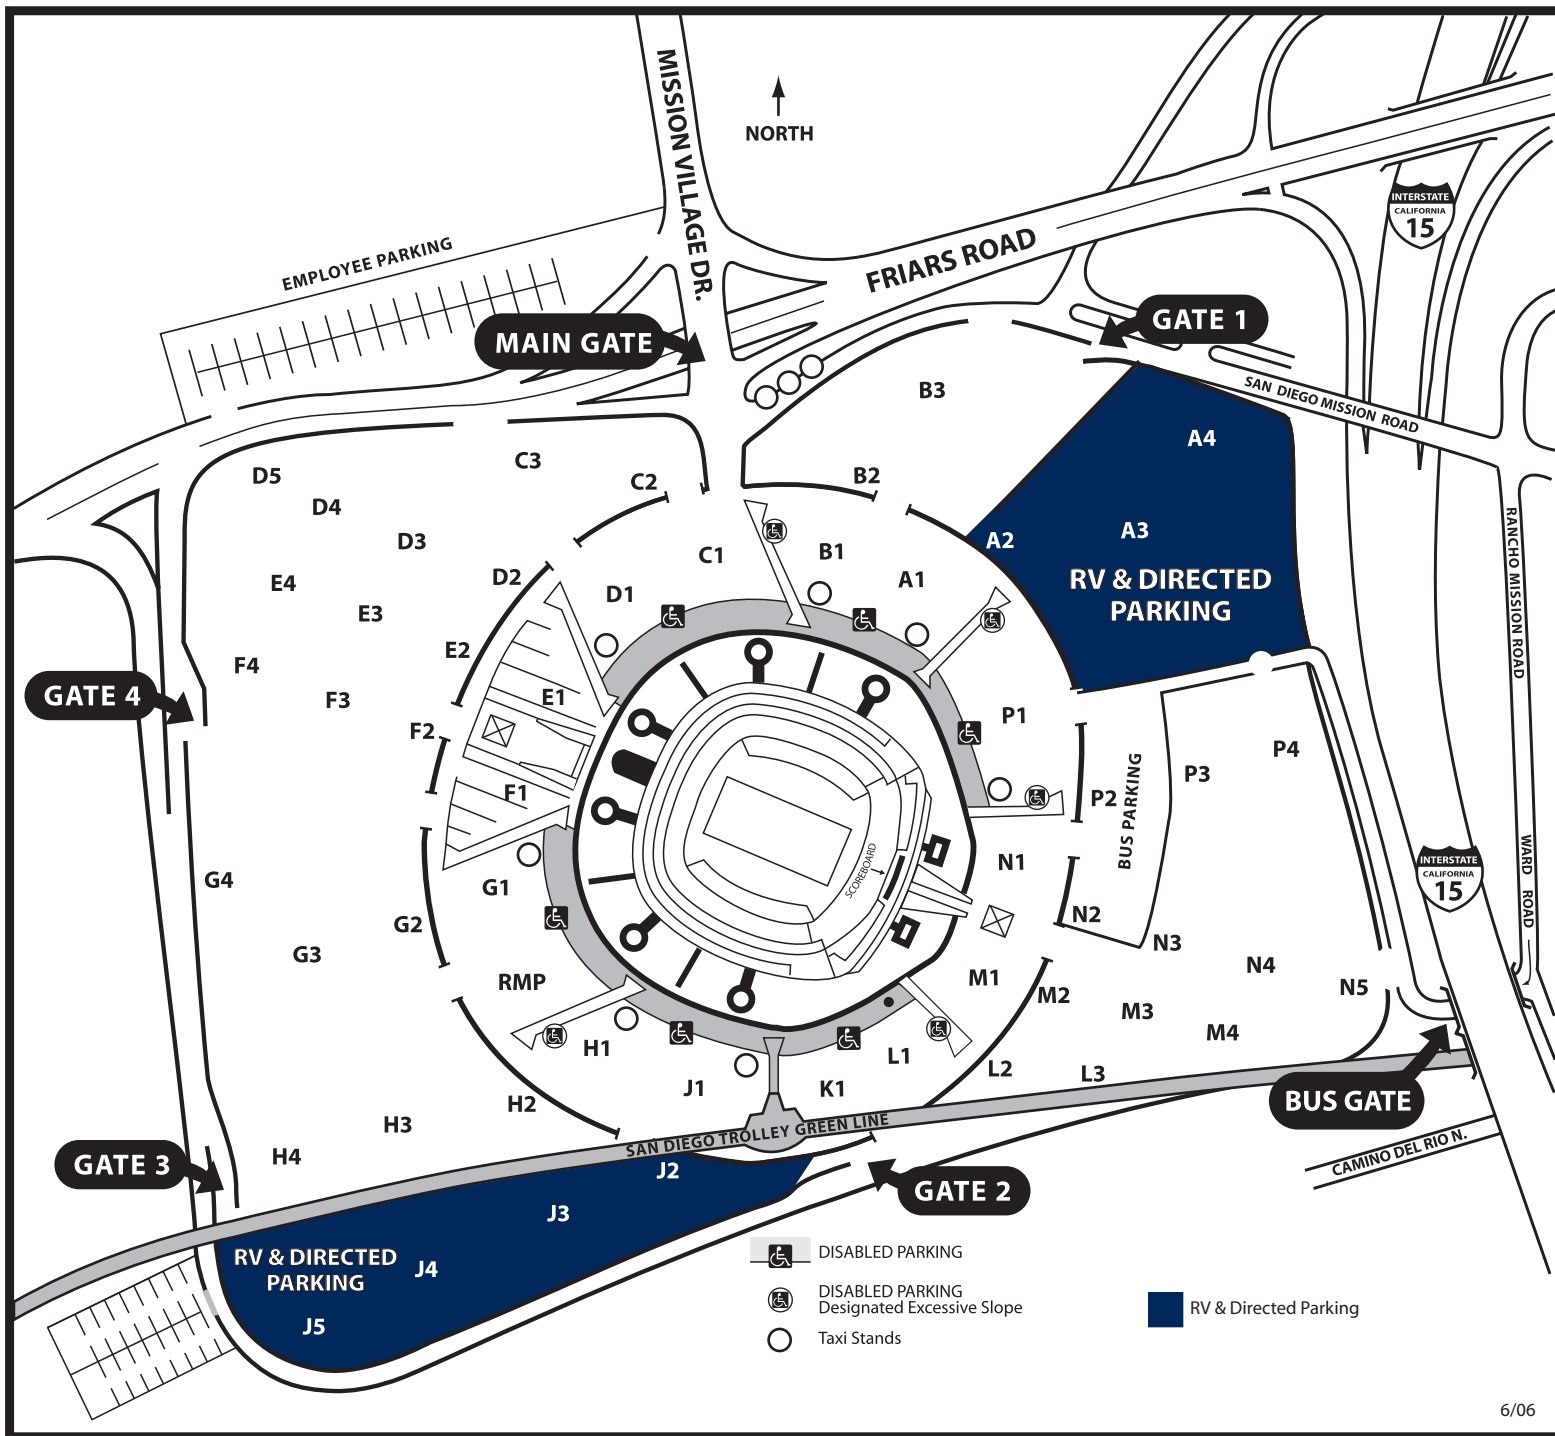 MISSION VILLAGE DR.
NORTH
INTERSTATE
CALIFORNIA
15
EMPLOYEE PARKING
FRIARS ROAD
MAIN GATE
GATE 1
SAN DIEGO MISSION ROAD
B3
A4
C3
D5
C2
B2
D4
A3
D3
A2
C1
B1
RANCHO MISSION ROAD
D2
A1
E4
D1
RV & DIRECTED
PARKING
E3
E2
F4
GATE 4
E1
F3
P1
F2
P4
P3
F1
P2
BUS PARKING
SCOREBOARD
N1
INTERSTATE
CALIFORNIA
15
WARD ROAD
G4
G1
G2
N2
N3
G3
N4
RMP
M1
M2
N5
M3
M4
H1
L1
L2
L3
J1
K1
H2
BUS GATE
H3
SAN DIEGO TROLLEY GREEN LINE
CAMINO DEL RIO N.
H4
GATE 3
J2
GATE 2
J3
RV & DIRECTED
PARKING
J4
J5
DISABLED PARKING
DISABLED PARKING
Designated Excessive Slope
Taxi Stands
RV & Directed Parking
6/06